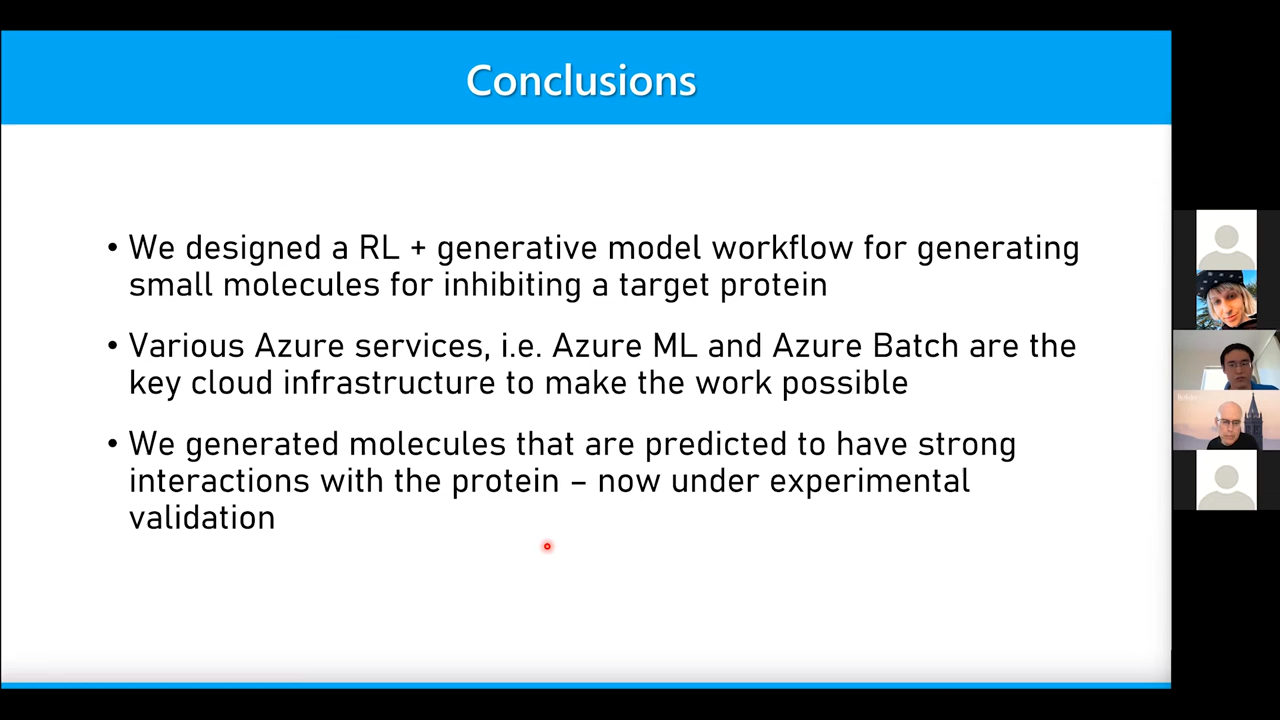 Conclusions
• We designed a RL + generative model workflow for generating
small molecules for inhibiting a target protein
• Various Azure services, i.e. Azure ML and Azure Batch are the
key cloud infrastructure to make the work possible
• We generated molecules that are predicted to have strong
interactions with the protein – now under experimental
validation